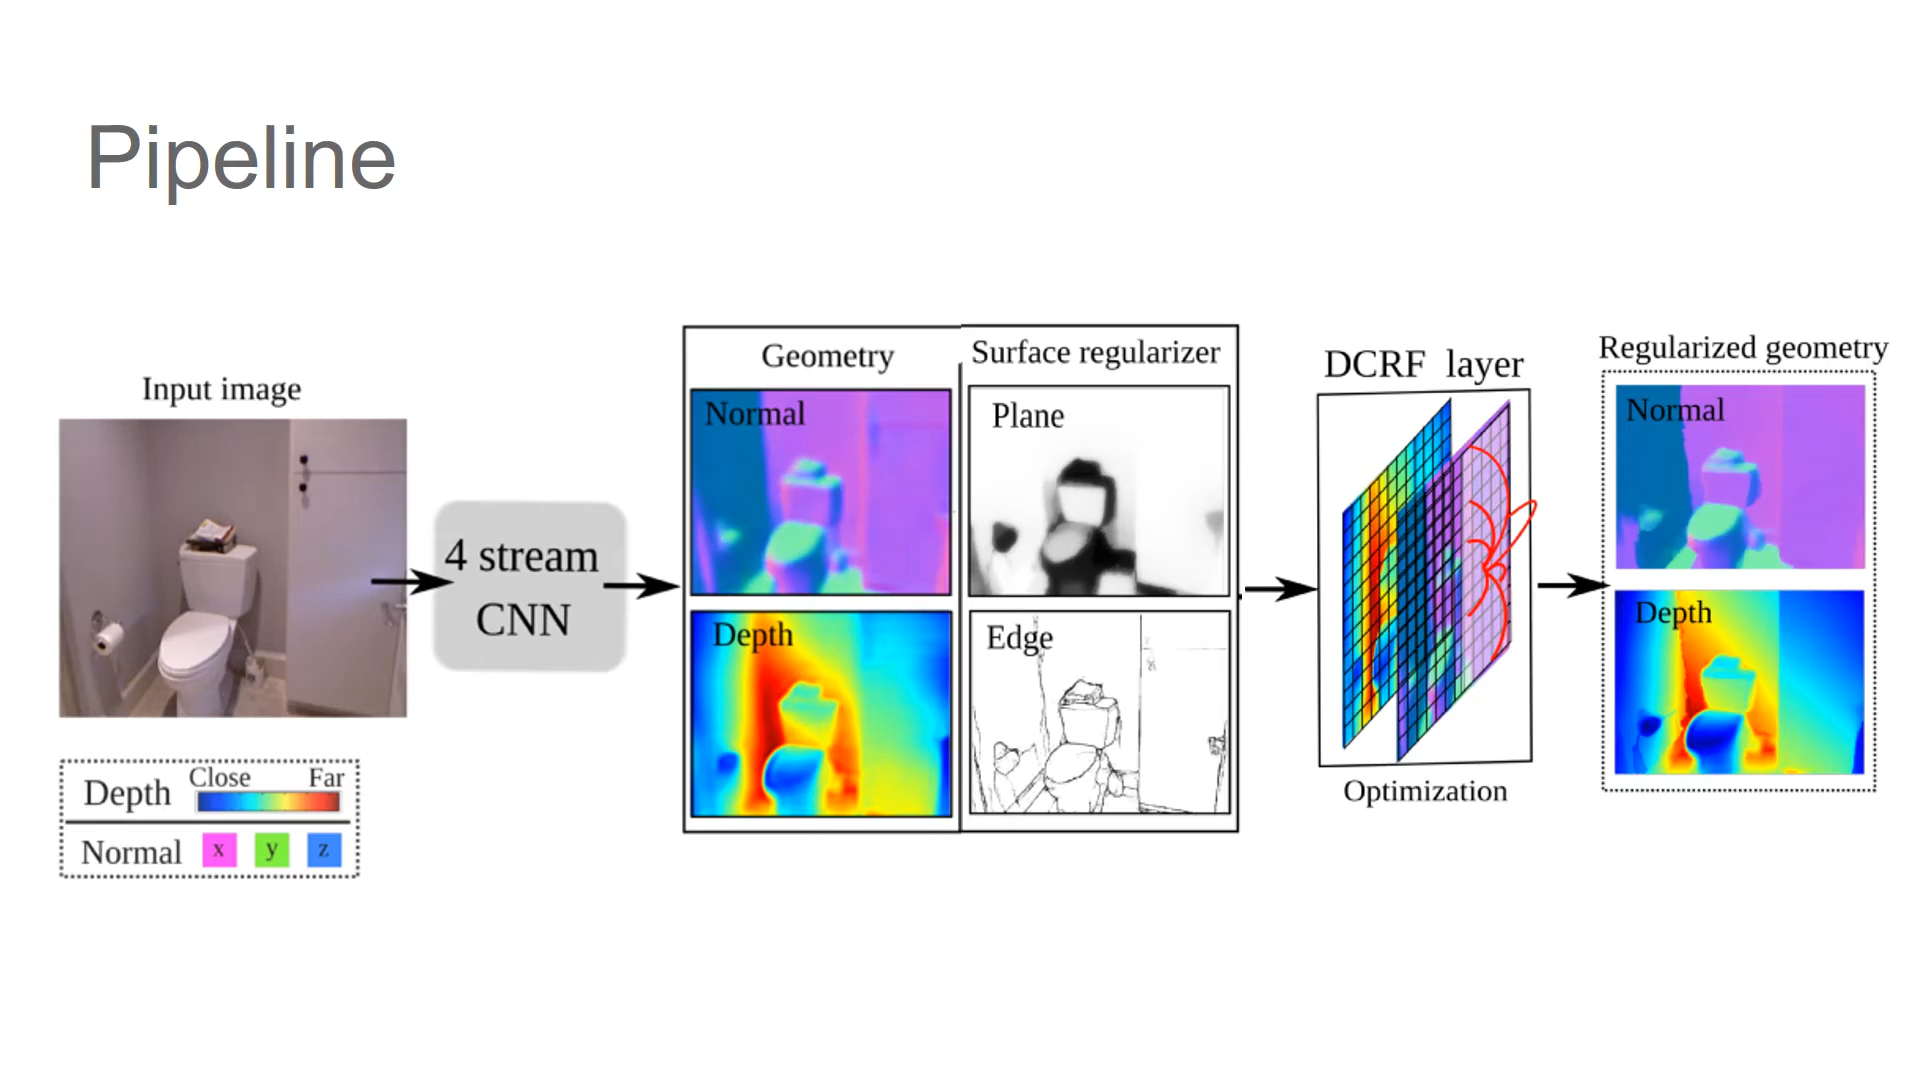 Pipeline
Input image
Depth
Close
Far
Normal
x
y
z
4 stream
CNN
Geometry
Surface regularizer
Normal
Plane
Depth
Edge
DCRF layer
Optimization
Regularized geometry
Normal
Depth